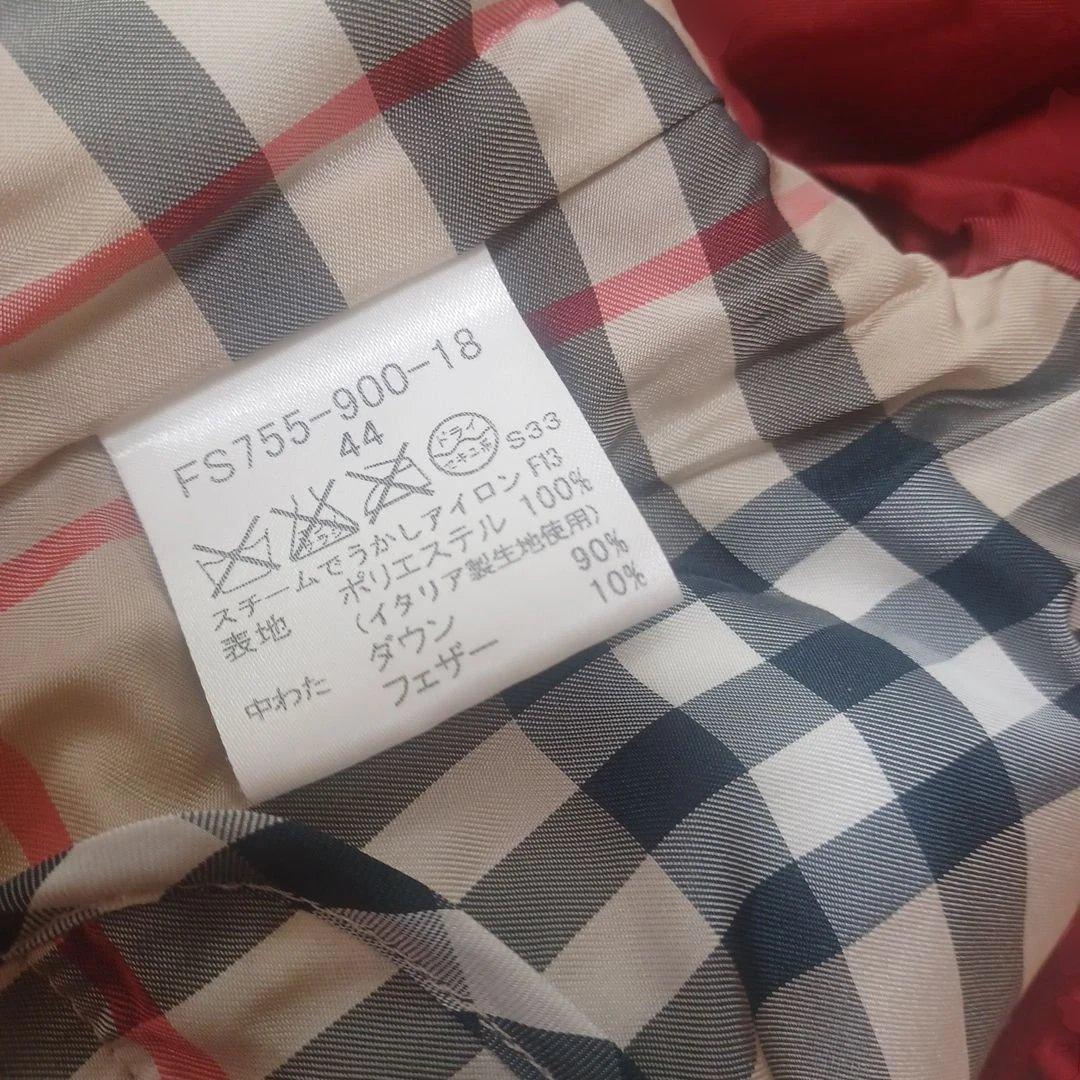 FS755-900-18
44
ドライ
セキユ系
S33
スチームでうかしアイロン F13
表地 ポリエステル 100%
(イタリア製生地使用)
中わた ダウン 90%
フェザー 10%